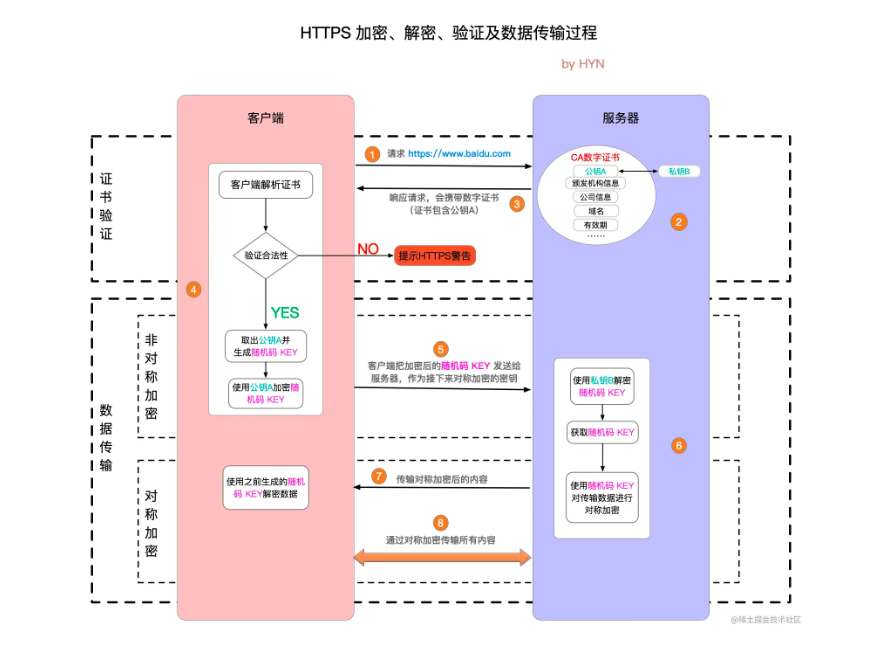 HTTPS 加密、解密、验证及数据传输过程
by HYN
客户端
服务器
证书验证
1
请求 https://www.baidu.com
CA数字证书
公钥A
私钥B
颁发机构信息
公司信息
域名
有效期
......
2
响应请求，会携带数字证书
（证书包含公钥A）
3
客户端解析证书
验证合法性
NO
提示HTTPS警告
4
YES
取出公钥A并
生成随机码 KEY
使用公钥A加密随
机码 KEY
数据传输
非对称加密
5
客户端把加密后的随机码 KEY 发送给
服务器，作为接下来对称加密的密钥
使用私钥B解密
随机码 KEY
获取随机码 KEY
6
使用随机码 KEY
对传输数据进行
对称加密
对称加密
7
传输对称加密后的内容
使用之前生成的随机
码 KEY解密数据
8
通过对称加密传输所有内容
@稀土掘金技术社区